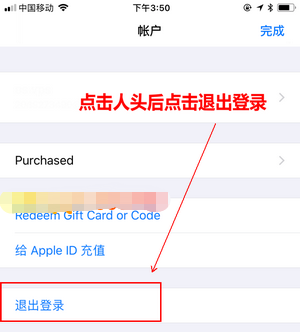 中国移动 下午3:50
帐户 完成
点击人头后点击退出登录
Purchased
Redeem Gift Card or Code
给 Apple ID 充值
退出登录